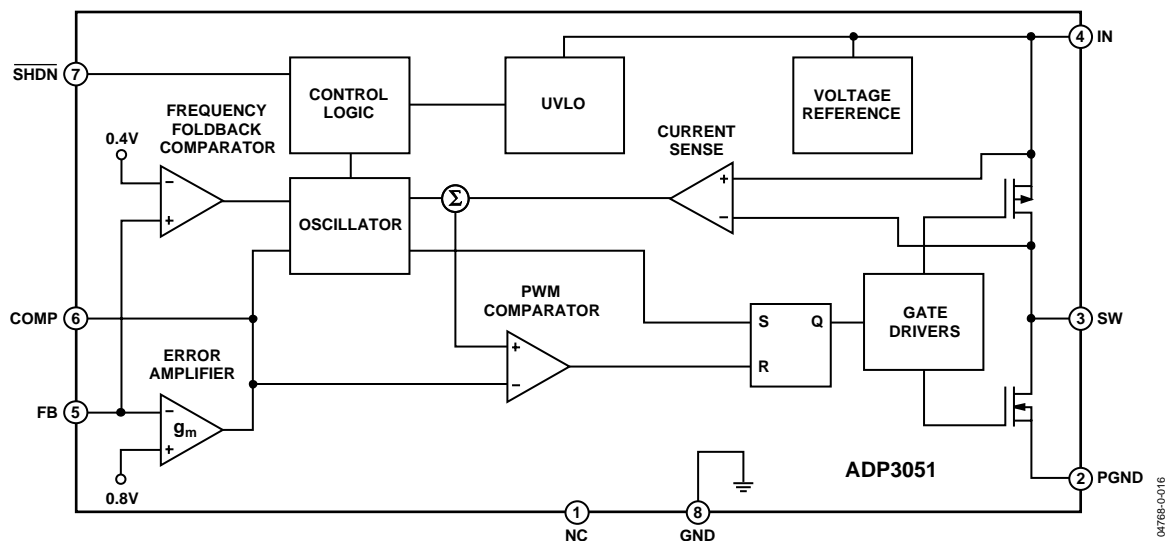 4 IN
SHDN 7
CONTROL
LOGIC
UVLO
VOLTAGE
REFERENCE
FREQUENCY
FOLDBACK
COMPARATOR
0.4V
−
+
CURRENT
SENSE
+
−
OSCILLATOR
Σ
COMP 6
PWM
COMPARATOR
+
−
S Q
R
GATE
DRIVERS
3 SW
ERROR
AMPLIFIER
FB 5
−
gm
+
0.8V
ADP3051
2 PGND
1
NC
8
GND
04768-0-016